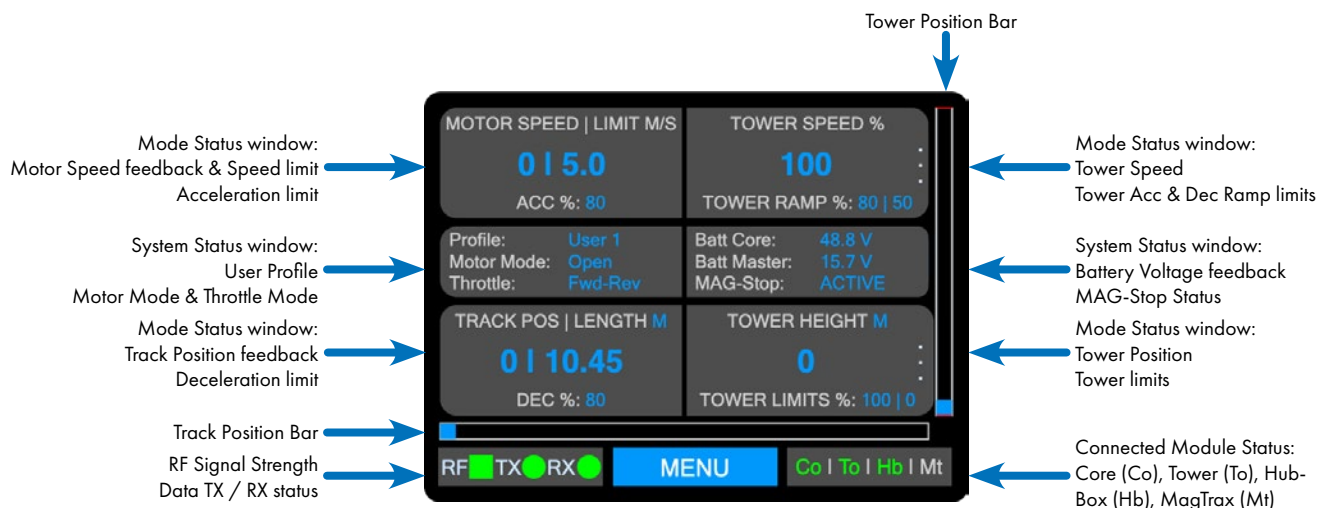 Tower Position Bar
Mode Status window:
Motor Speed feedback & Speed limit
Acceleration limit
System Status window:
User Profile
Motor Mode & Throttle Mode
Mode Status window:
Track Position feedback
Deceleration limit
Track Position Bar
RF Signal Strength
Data TX / RX status
MOTOR SPEED | LIMIT M/S
0 | 5.0
ACC %: 80
TOWER SPEED %
100
TOWER RAMP %: 80 | 50
Profile: User 1
Motor Mode: Open
Throttle: Fwd-Rev
Batt Core: 48.8 V
Batt Master: 15.7 V
MAG-Stop: ACTIVE
TRACK POS | LENGTH M
0 | 10.45
DEC %: 80
TOWER HEIGHT M
0
TOWER LIMITS %: 100 | 0
RF TX RX
MENU
Co | To | Hb | Mt
Mode Status window:
Tower Speed
Tower Acc & Dec Ramp limits
System Status window:
Battery Voltage feedback
MAG-Stop Status
Mode Status window:
Tower Position
Tower limits
Connected Module Status:
Core (Co), Tower (To), Hub-
Box (Hb), MagTrax (Mt)